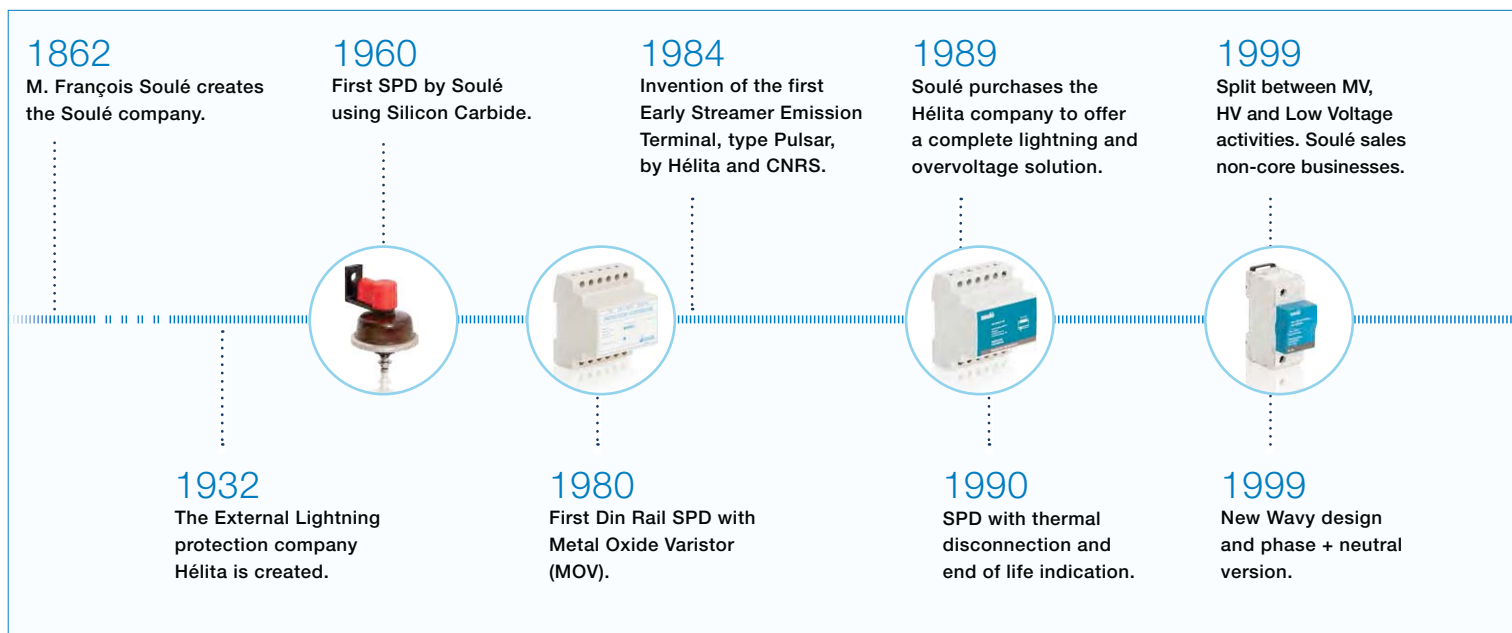 1862
M. François Soulé creates
the Soulé company.
1960
First SPD by Soulé
using Silicon Carbide.
1984
Invention of the first
Early Streamer Emission
Terminal, type Pulsar,
by Hélita and CNRS.
1989
Soulé purchases the
Hélita company to offer
a complete lightning and
overvoltage solution.
1999
Split between MV,
HV and Low Voltage
activities. Soulé sales
non-core businesses.
1932
The External Lightning
protection company
Hélita is created.
1980
First Din Rail SPD with
Metal Oxide Varistor
(MOV).
1990
SPD with thermal
disconnection and
end of life indication.
1999
New Wavy design
and phase + neutral
version.